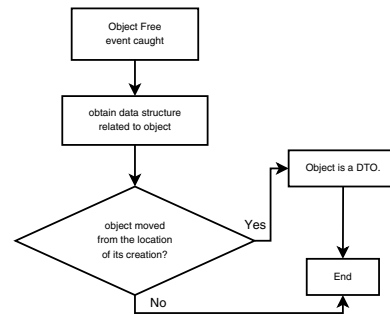 Object Free
event caught
obtain data structure
related to object
object moved
from the location
of its creation?
Yes
Object is a DTO.
No
End